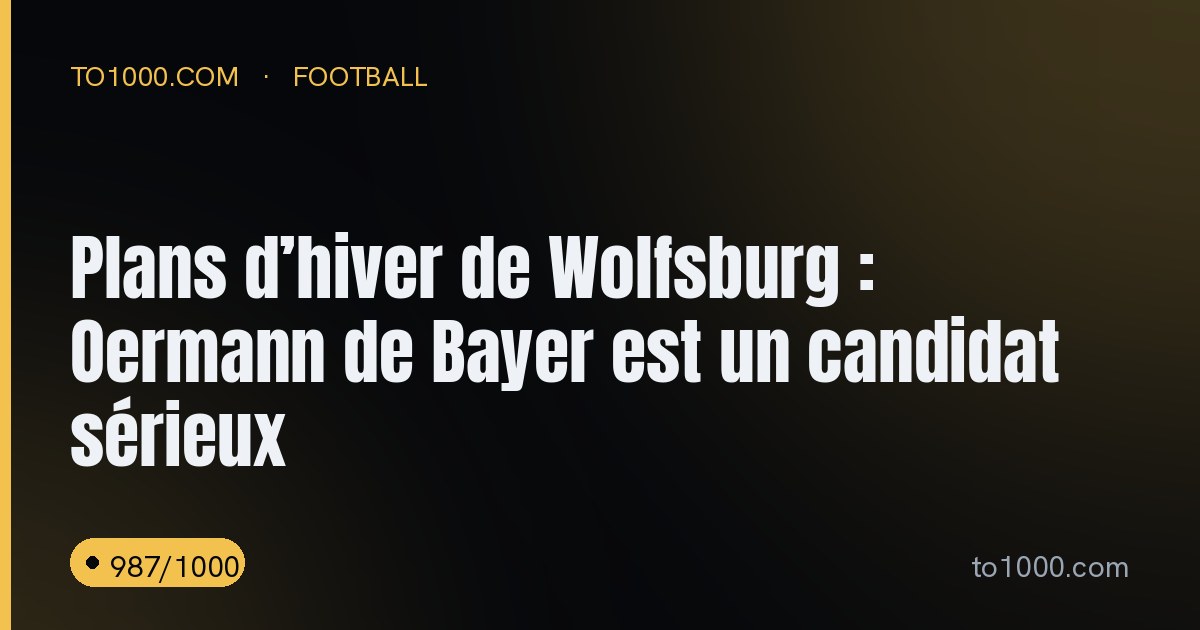 TO1000.COM · FOOTBALL
Plans d’hiver de Wolfsburg :
Oermann de Bayer est un candidat
sérieux
987/1000
to1000.com